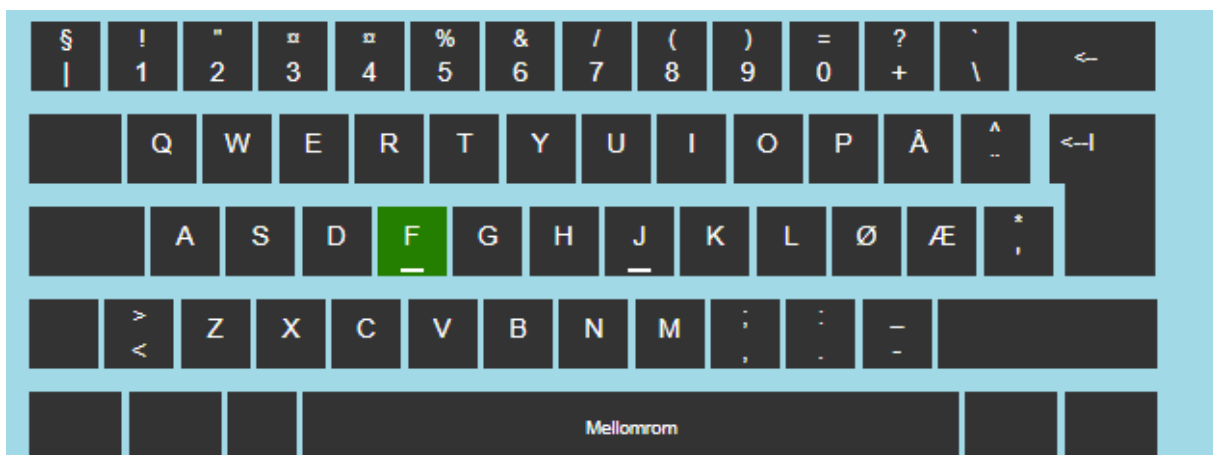 § ! " ¤ ¤ % & / ( ) = ? `
| 1 2 3 4 5 6 7 8 9 0 + \ <--
Q W E R T Y U I O P Å ^ ¨ <--I
A S D F G H J K L Ø Æ * '
> ; : _
< Z X C V B N M , . -
Mellomrom